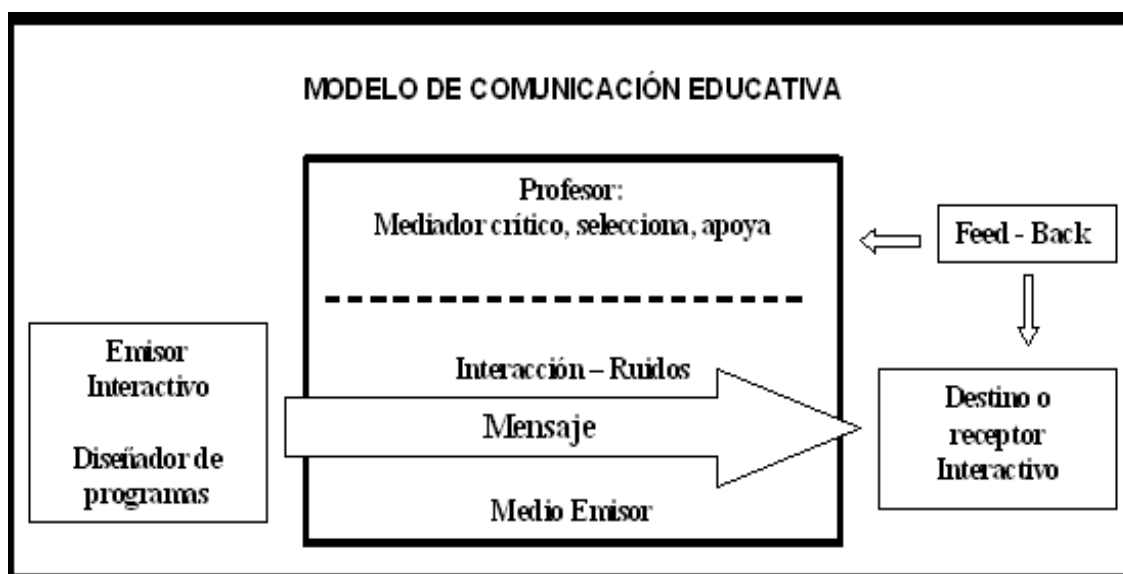 MODELO DE COMUNICACIÓN EDUCATIVA
Profesor:
Mediador crítico, selecciona, apoya
Feed - Back
Emisor
Interactivo
Diseñador de
programas
Interacción – Ruidos
Mensaje
Medio Emisor
Destino o
receptor
Interactivo